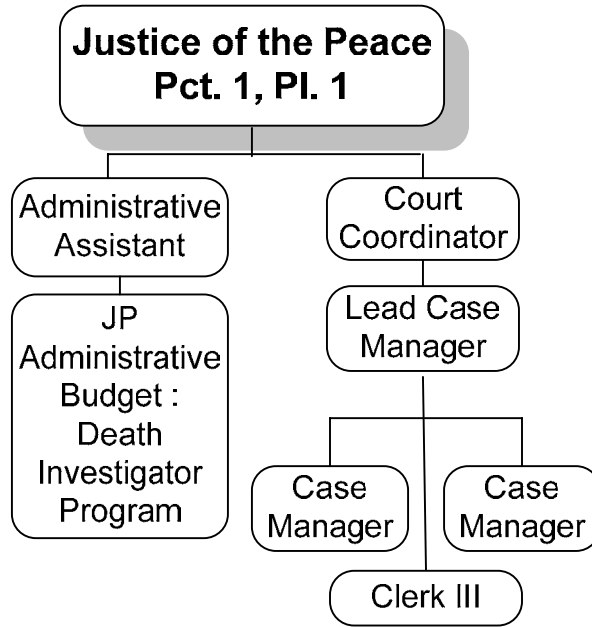 Justice of the Peace
Pct. 1, Pl. 1
Administrative
Assistant
Court
Coordinator
JP
Administrative
Budget :
Death
Investigator
Program
Lead Case
Manager
Case
Manager
Case
Manager
Clerk III